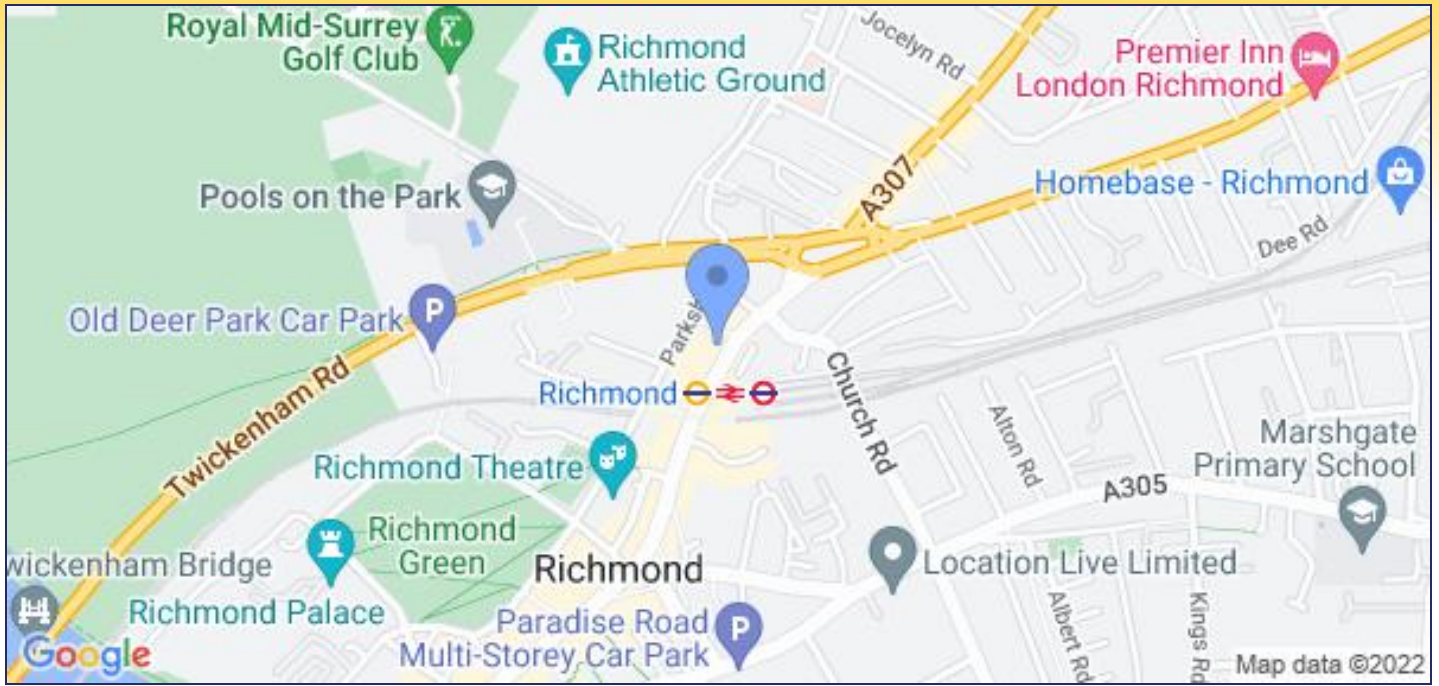 Royal Mid-Surrey
Golf Club
Richmond
Athletic Ground
Jocelyn Rd
Premier Inn
London Richmond
A307
Pools on the Park
Homebase - Richmond
Dee Rd
Old Deer Park Car Park
P
Parksh
Twickenham Rd
Richmond
Church Rd
Alton Rd
Marshgate
Primary School
Richmond Theatre
A305
Richmond
Green
wickenham Bridge
Richmond
Location Live Limited
Richmond Palace
Paradise Road
Multi-Storey Car Park
P
Albert Rd
Kings Rd
Google
Map data ©2022